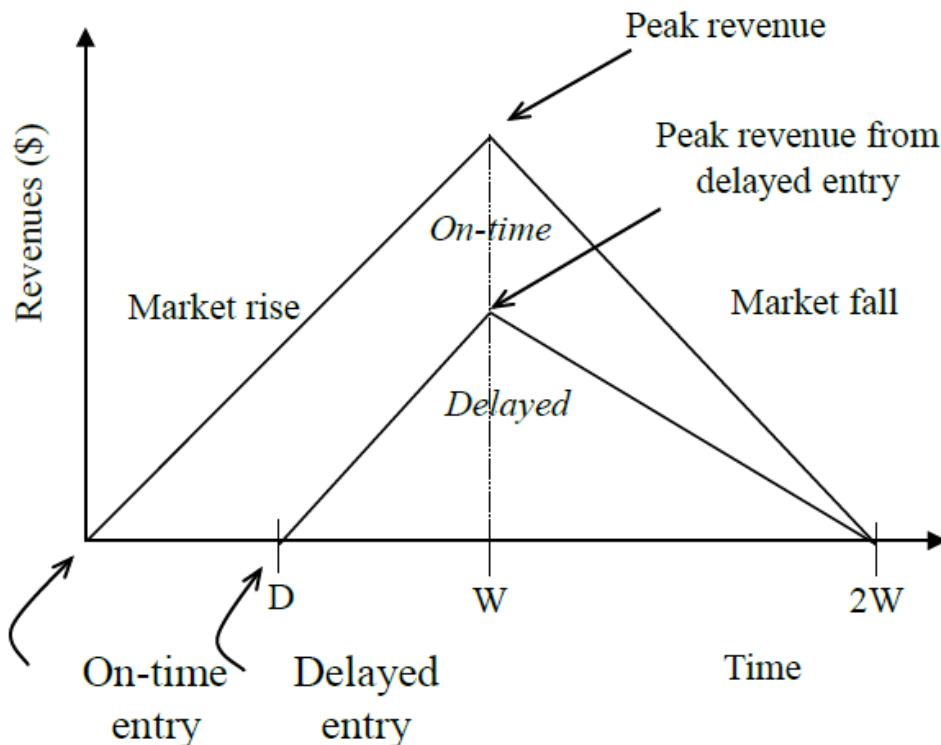 Peak revenue
Peak revenue from
delayed entry
Revenues ($)
On-time
Market rise
Market fall
Delayed
D
W
2W
On-time
entry
Delayed
entry
Time